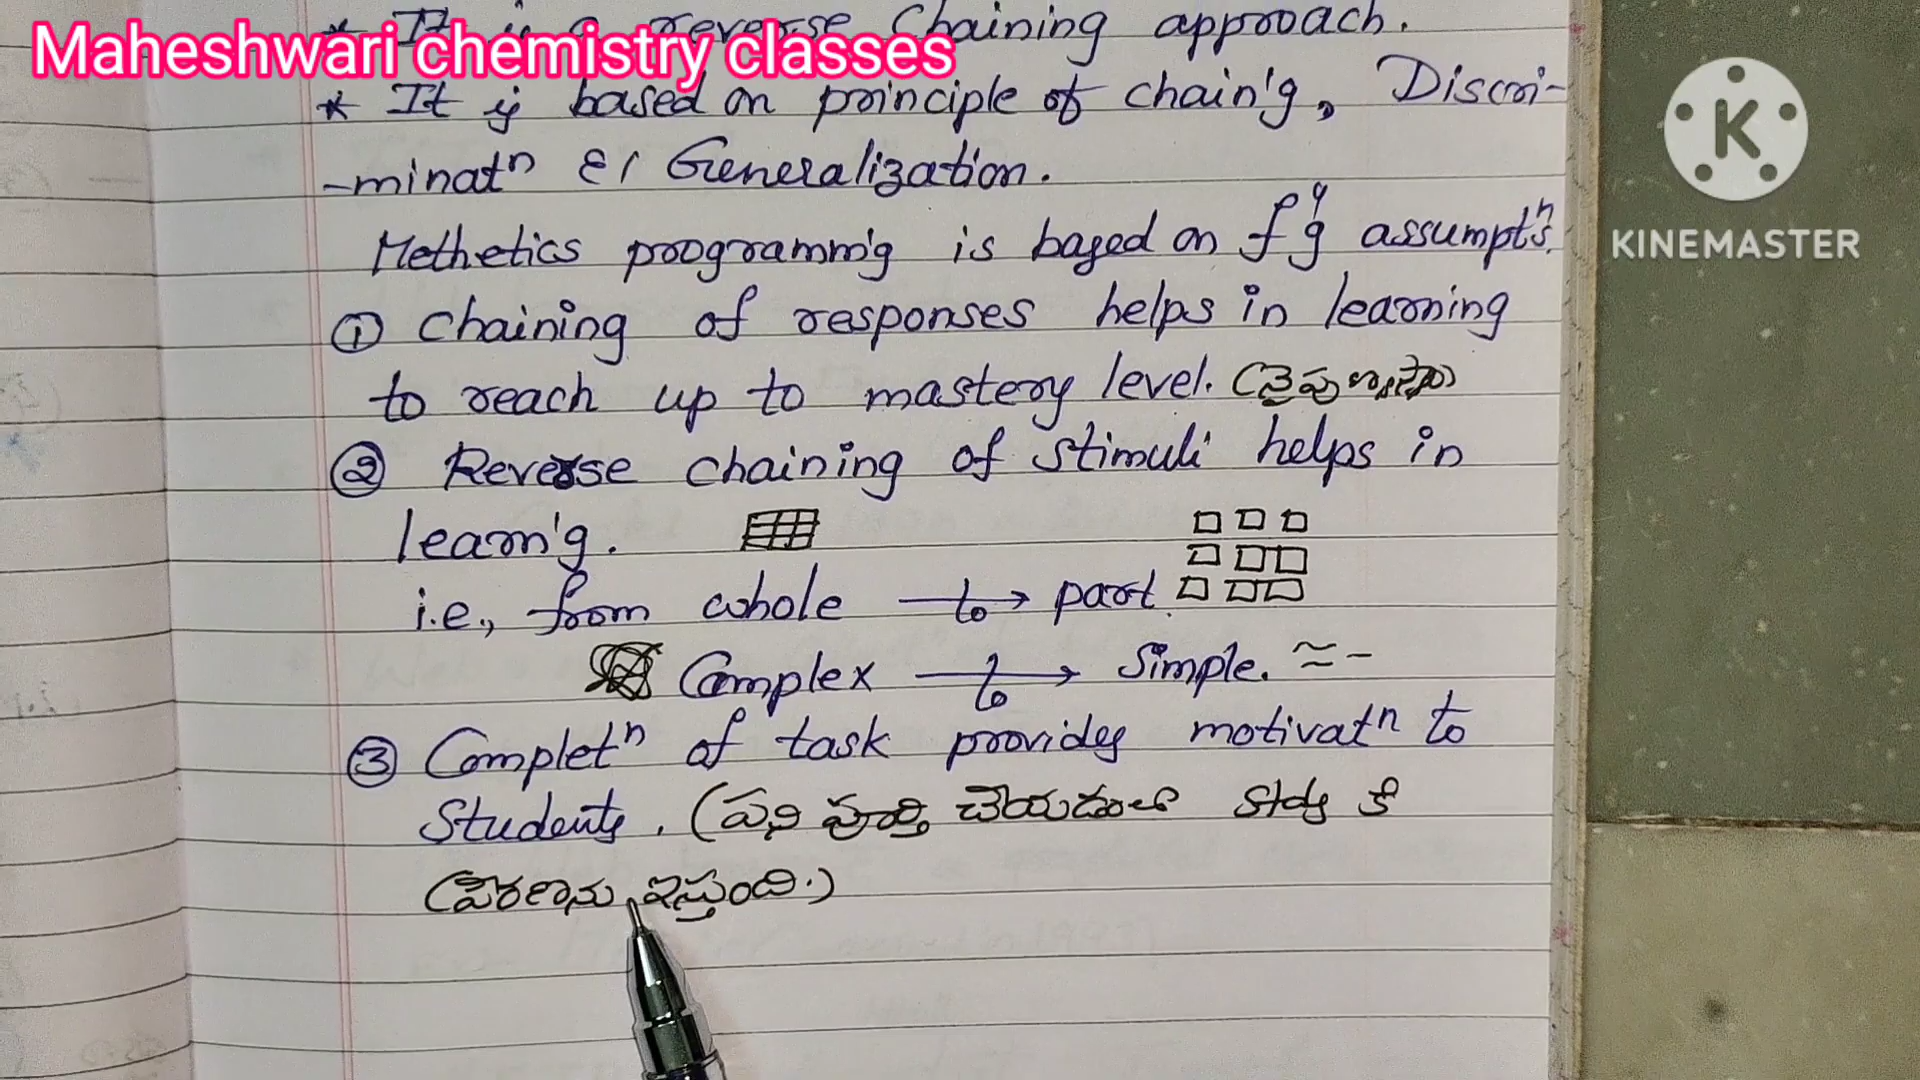 * It is a reverse Chaining approach.
Maheshwari chemistry classes
* It is based on principle of chain'g, Discri-
-minatⁿ & Generalization.
Methetics programm'g is based on f^g assumptⁿs.
① Chaining of responses helps in learning
to reach up to mastery level. (నైపుణ్యస్థాయి)
② Reverse chaining of stimuli helps in
learn'g.
i.e., from whole to → part.
Complex to → Simple.
③ Completⁿ of task provides motivatⁿ to
Students. (పని పూర్తి చేయడం stds కి
ప్రేరణను ఇస్తుంది.)
K
KINEMASTER